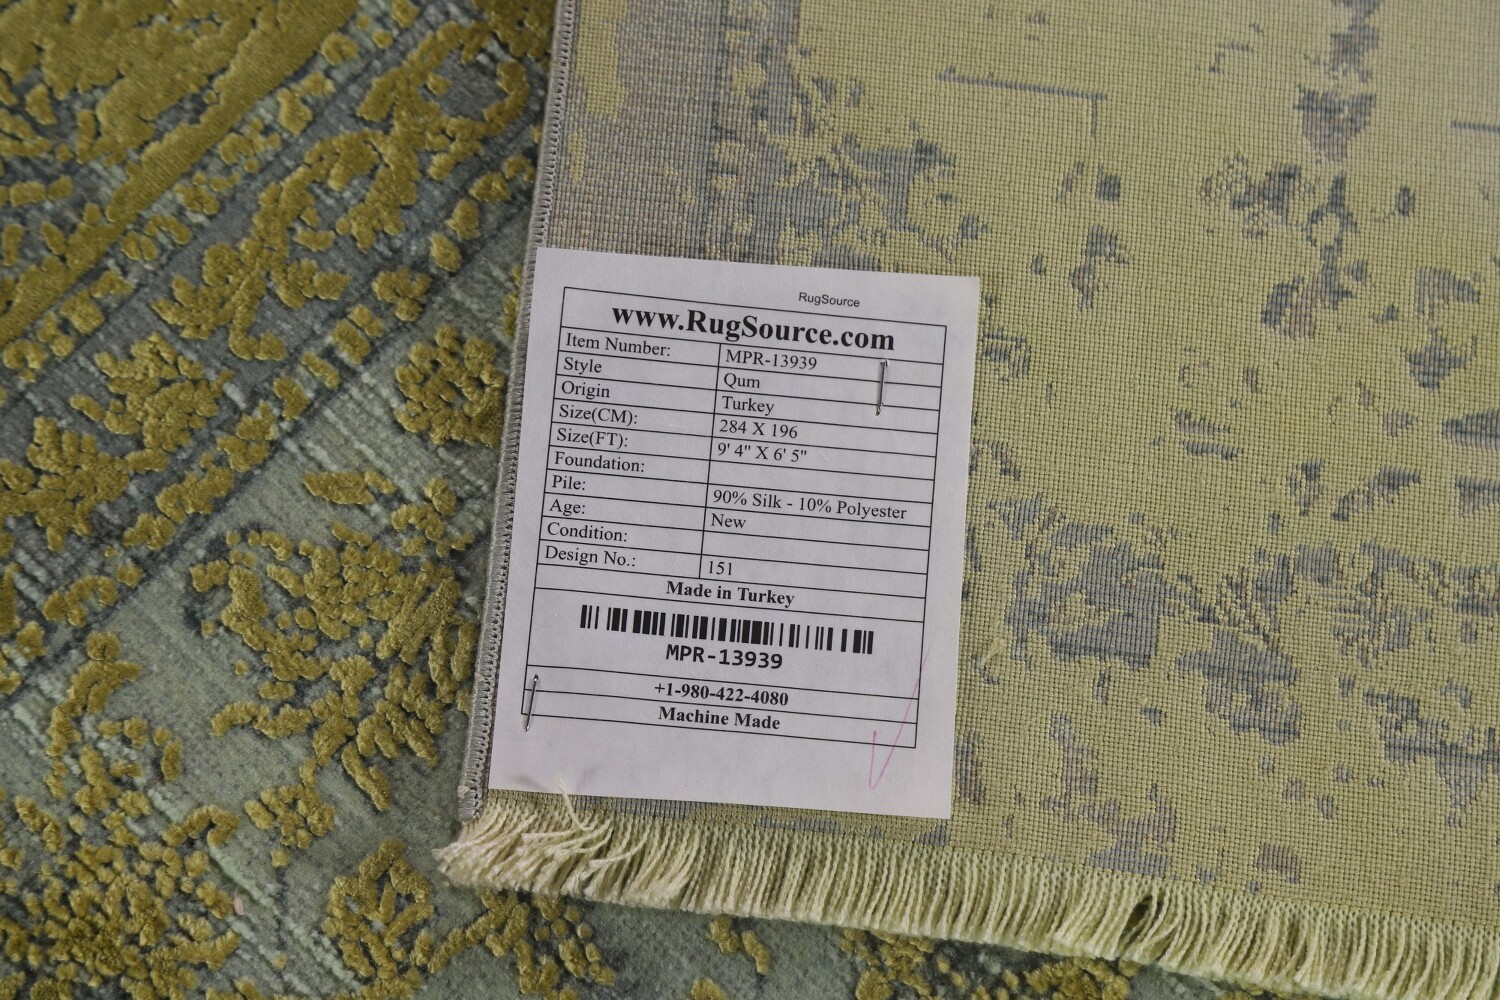 RugSource
www.RugSource.com
Item Number: MPR-13939
Style Qum
Origin Turkey
Size(CM): 284 X 196
Size(FT): 9' 4" X 6' 5"
Foundation:
Pile: 90% Silk - 10% Polyester
Age: New
Condition:
Design No.: 151
Made in Turkey
MPR-13939
+1-980-422-4080
Machine Made